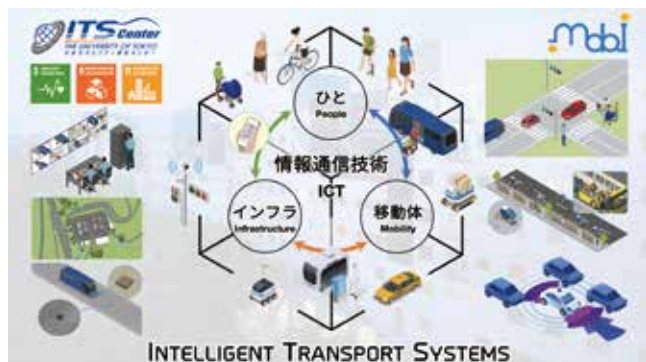 ITS Center
THE UNIVERSITY OF TOKYO
Mobi
ひと
People
情報通信技術
ICT
インフラ
Infrastructure
移動体
Mobility
INTELLIGENT TRANSPORT SYSTEMS